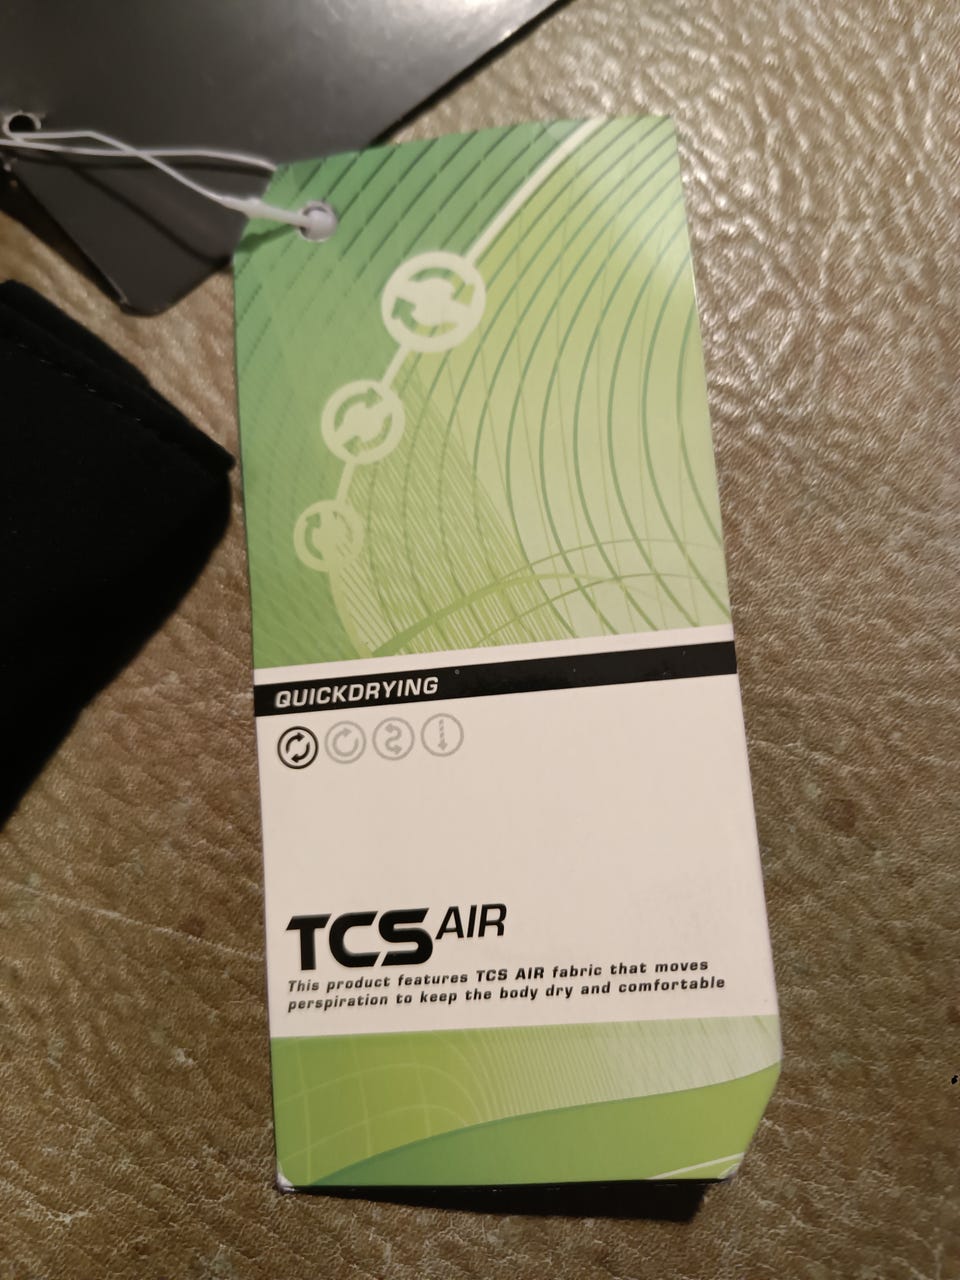 QUICKDRYING
TCS AIR
This product features TCS AIR fabric that moves
perspiration to keep the body dry and comfortable